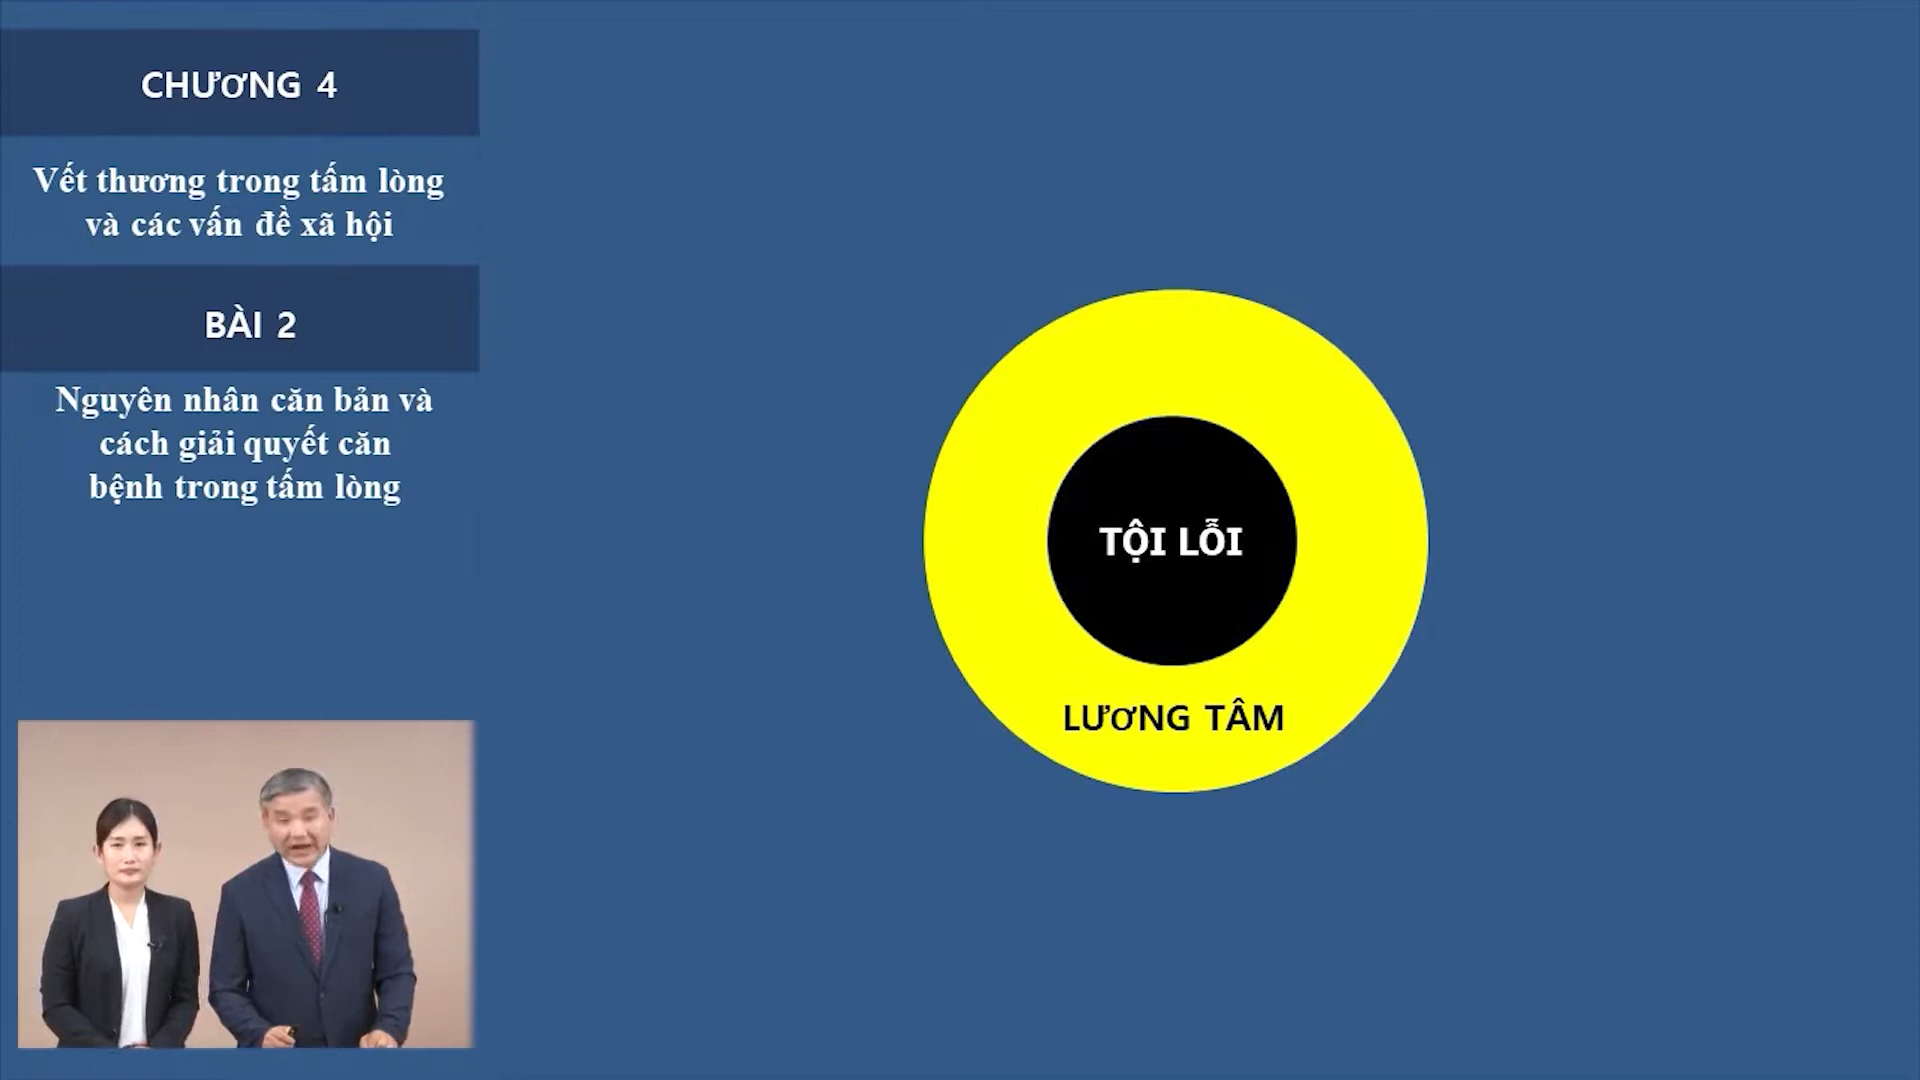 CHƯƠNG 4
Vết thương trong tấm lòng
và các vấn đề xã hội
BÀI 2
Nguyên nhân căn bản và
cách giải quyết căn
bệnh trong tấm lòng
TỘI LỖI
LƯƠNG TÂM